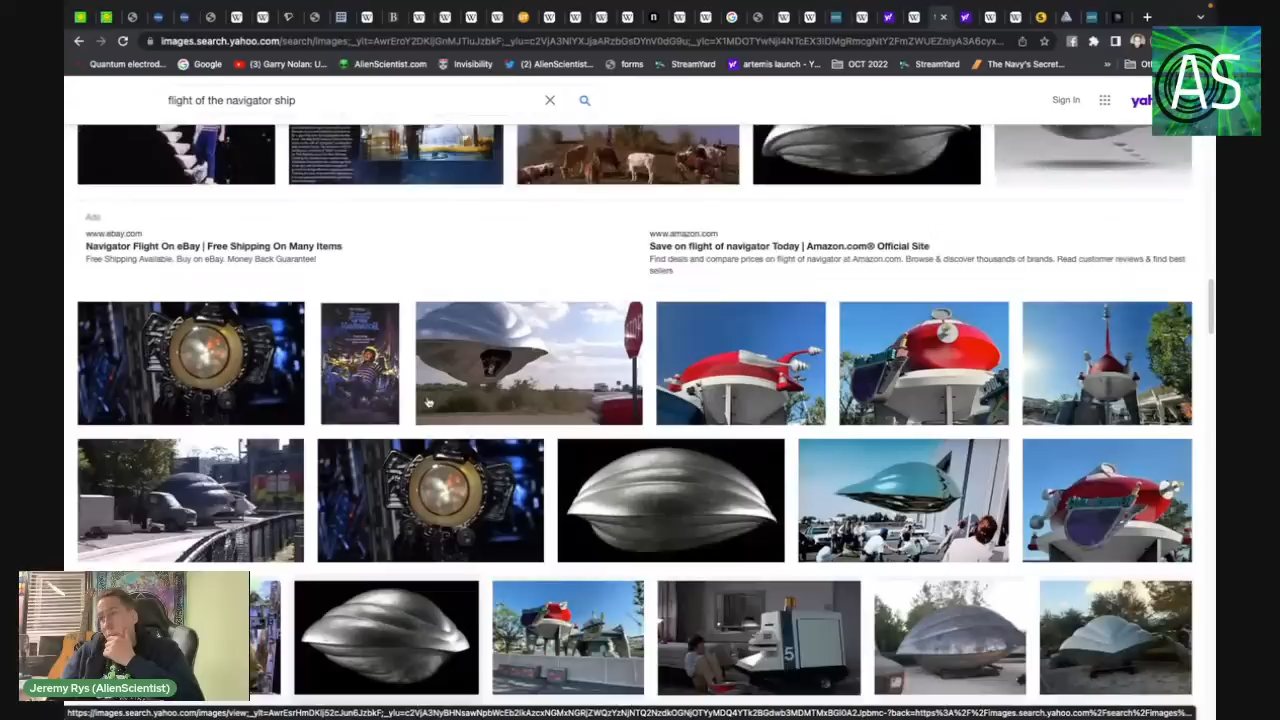 images.search.yahoo.com/search/images;
Quantum electrod...
Google
(3) Garry Nolan: U...
AlienScientist.com
Invisibility
(2) AlienScientist...
forms
StreamYard
artemis launch - Y...
OCT 2022
StreamYard
The Navy's Secret...
»
AS
flight of the navigator ship
Sign In
Ads
www.ebay.com
Navigator Flight On eBay | Free Shipping On Many Items
Free Shipping Available. Buy on eBay. Money Back Guarantee!
www.amazon.com
Save on flight of navigator Today | Amazon.com® Official Site
Find deals and compare prices on flight of navigator at Amazon.com. Browse & discover thousands of brands. Read customer reviews & find best
sellers
5
Jeremy Rys (AlienScientist)